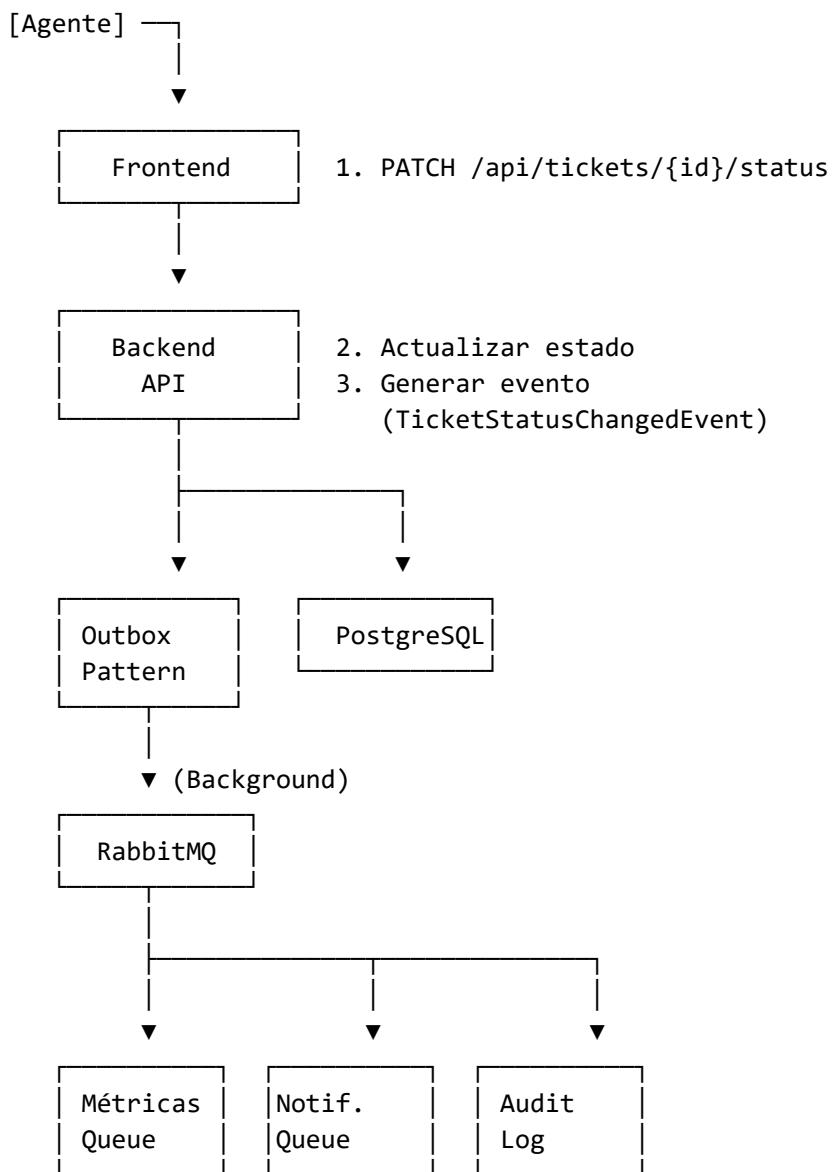 [Agente]
Frontend 1. PATCH /api/tickets/{id}/status
Backend 2. Actualizar estado
API 3. Generar evento
(TicketStatusChangedEvent)
Outbox PostgreSQL
Pattern
(Background)
RabbitMQ
Métricas Notif. Audit
Queue Queue Log